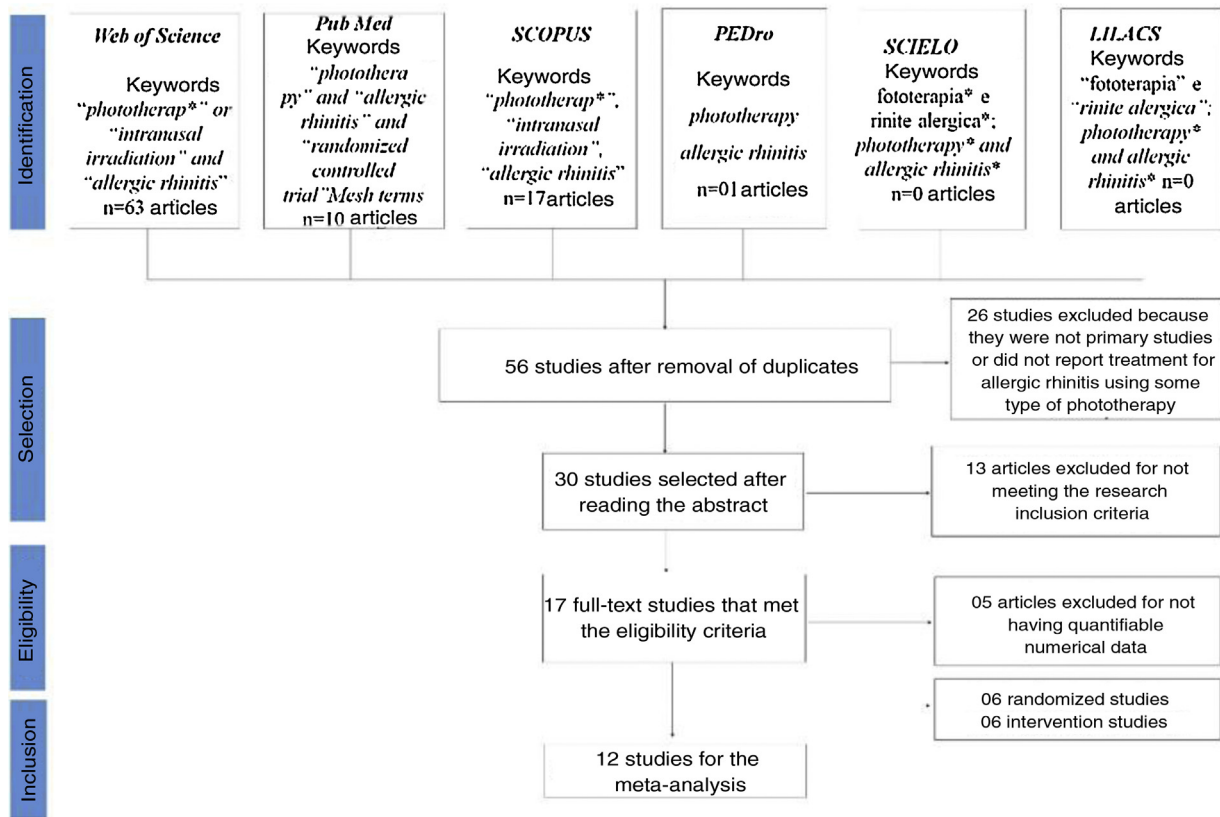 Identification
Web of Science
Keywords
“phototherap*” or
“intranasal
irradiation” and
“allergic rhinitis”
n=63 articles
Pub Med
Keywords
“photothera
py” and “allergic
rhinitis” and
“randomized
controlled
trial”Mesh terms
n=10 articles
SCOPUS
Keywords
“phototherap*”,
“intranasal
irradiation”,
“allergic rhinitis”
n=17articles
PEDro
Keywords
phototherapy
allergic rhinitis
n=01articles
SCIELO
Keywords
fototerapia* e
rinite alergica*;
phototherapy* and
allergic rhinitis*
n=0 articles
LILACS
Keywords
“fototerapia” e
“rinite alergica”;
phototherapy*
and allergic
rhinitis* n=0
articles
Selection
56 studies after removal of duplicates
26 studies excluded because
they were not primary studies
or did not report treatment for
allergic rhinitis using some
type of phototherapy
30 studies selected after
reading the abstract
13 articles excluded for not
meeting the research
inclusion criteria
Eligibility
17 full-text studies that met
the eligibility criteria
05 articles excluded for not
having quantifiable
numerical data
Inclusion
06 randomized studies
06 intervention studies
12 studies for the
meta-analysis